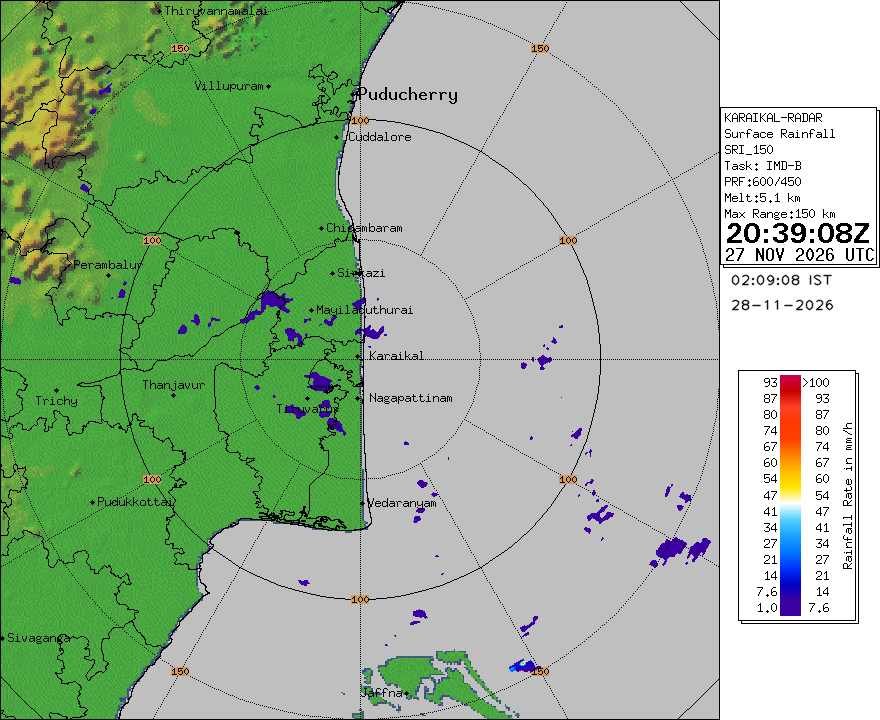 Thiruvannamalai
150
150
Villupuram
Puducherry
100
Cuddalore
Chidambaram
100
100
Perambalur
Sirkazi
Mayiladuthurai
Karaikal
Thanjavur
Trichy
Nagapattinam
Tiruvarur
100
100
Pudukkottai
Vedaranyam
100
Sivaganga
150
150
Jaffna
KARAIKAL-RADAR
Surface Rainfall
SRI_150
Task: IMD-B
PRF:600/450
Melt:5.1 km
Max Range:150 km
20:39:08Z
27 NOV 2026 UTC
02:09:08 IST
28-11-2026
93 >100
87 93
80 87
74 80
67 74
60 67
54 60
47 54
41 47
34 41
27 34
21 27
14 21
7.6 14
1.0 7.6
Rainfall Rate in mm/h